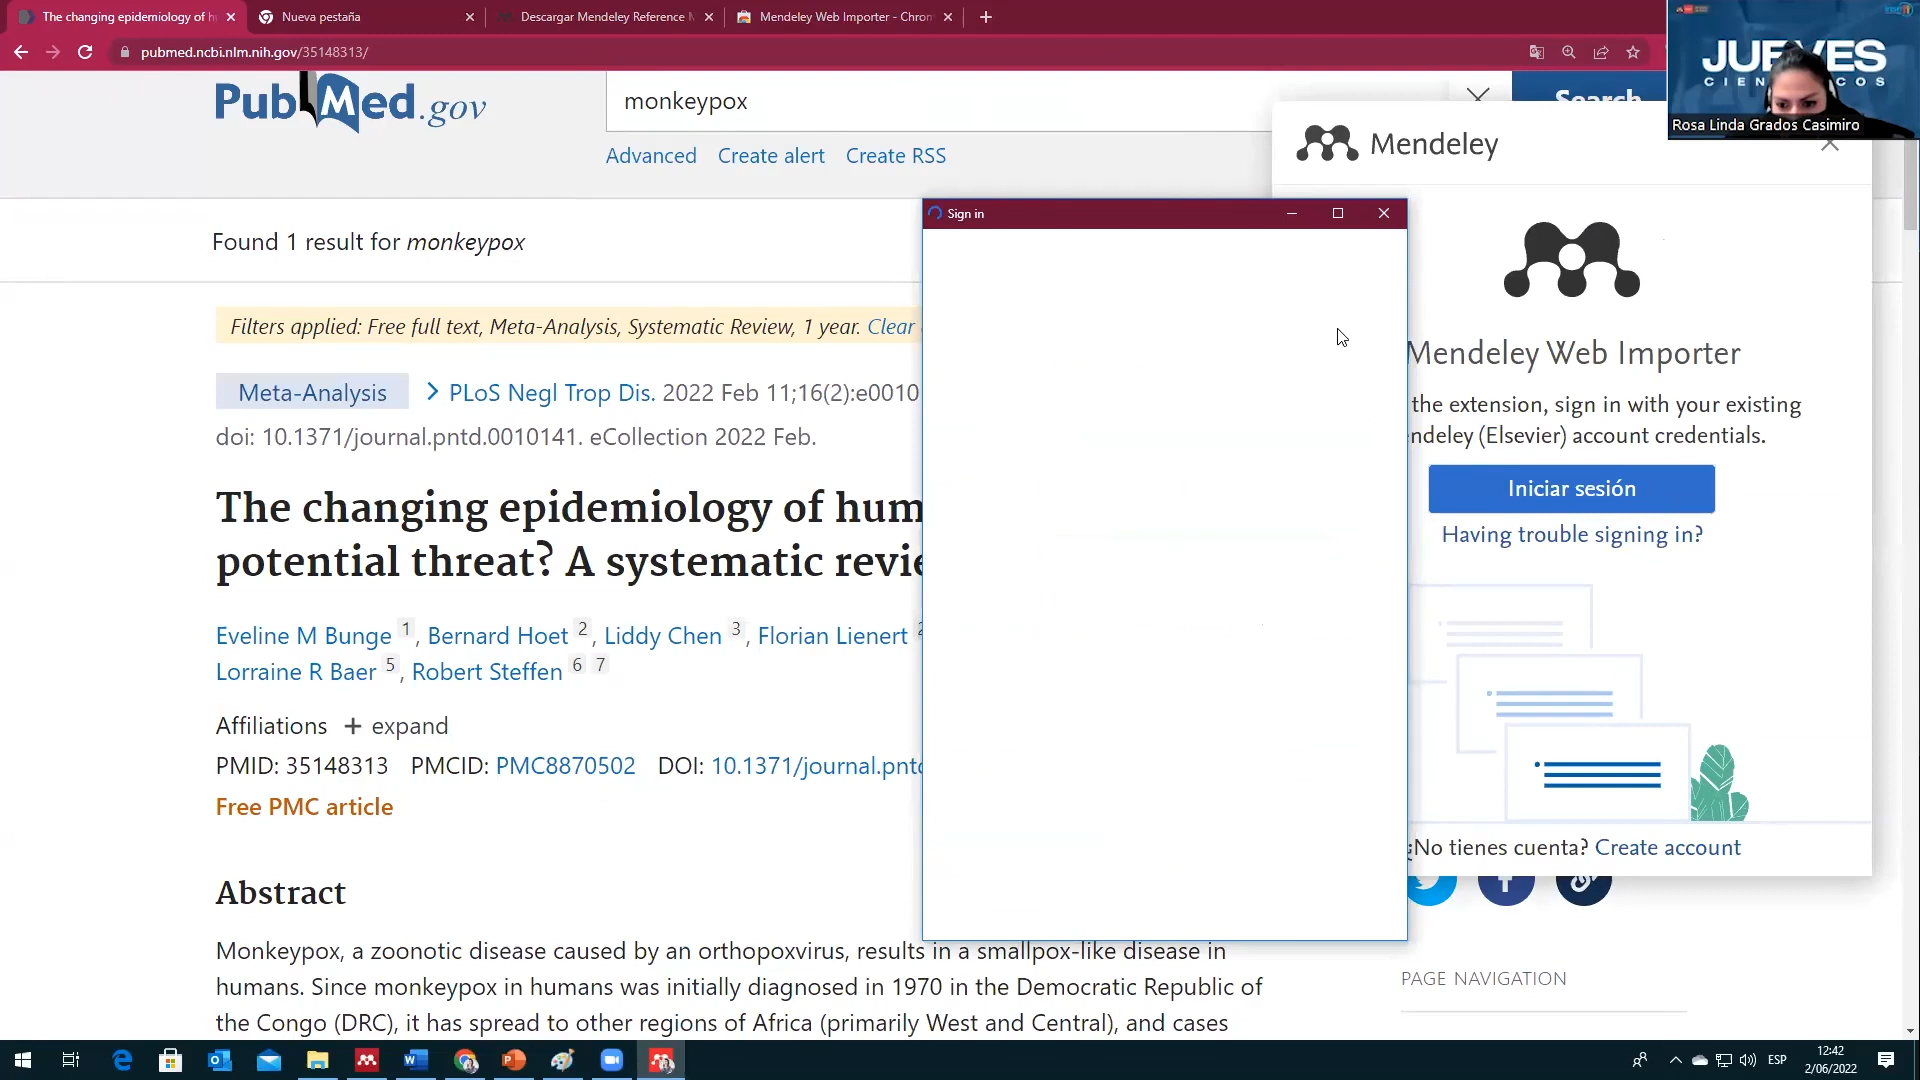 The changing epidemiology of h
Nueva pestaña
Descargar Mendeley Reference M
Mendeley Web Importer - Chrom
pubmed.ncbi.nlm.nih.gov/35148313/
JUEVES
Rosa Linda Grados Casimiro
PubMed.gov
monkeypox
Search
Advanced
Create alert
Create RSS
Mendeley
Sign in
Found 1 result for monkeypox
Filters applied: Free full text, Meta-Analysis, Systematic Review, 1 year. Clear
Mendeley Web Importer
Meta-Analysis
PLoS Negl Trop Dis. 2022 Feb 11;16(2):e0010
the extension, sign in with your existing
ndeley (Elsevier) account credentials.
doi: 10.1371/journal.pntd.0010141. eCollection 2022 Feb.
Iniciar sesión
Having trouble signing in?
The changing epidemiology of hum
potential threat? A systematic revie
Eveline M Bunge 1, Bernard Hoet 2, Liddy Chen 3, Florian Lienert 2
Lorraine R Baer 5, Robert Steffen 6 7
Affiliations + expand
PMID: 35148313 PMCID: PMC8870502 DOI: 10.1371/journal.pntd
Free PMC article
¿No tienes cuenta? Create account
Abstract
Monkeypox, a zoonotic disease caused by an orthopoxvirus, results in a smallpox-like disease in
humans. Since monkeypox in humans was initially diagnosed in 1970 in the Democratic Republic of
the Congo (DRC), it has spread to other regions of Africa (primarily West and Central), and cases
PAGE NAVIGATION
ESP
12:42
2/06/2022